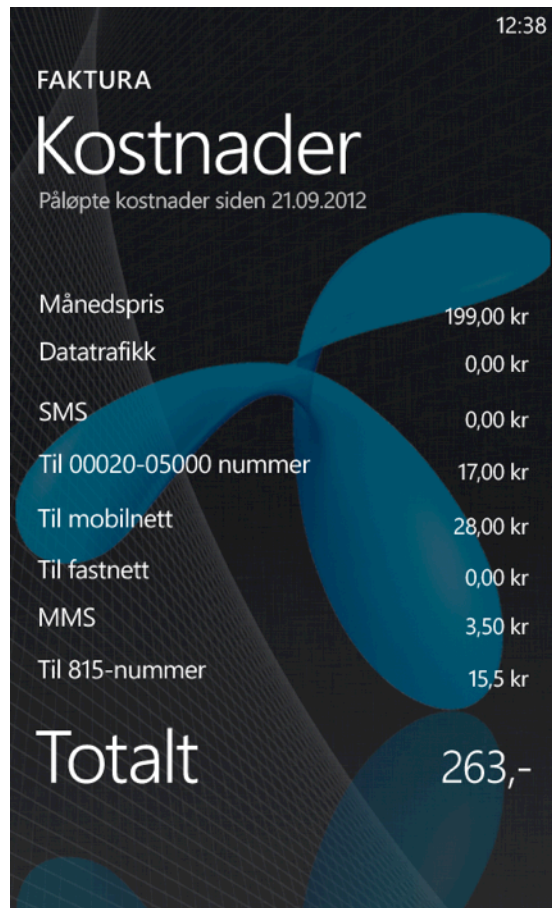 12:38
FAKTURA
Kostnader
Påløpte kostnader siden 21.09.2012
Månedspris 199,00 kr
Datatrafikk 0,00 kr
SMS 0,00 kr
Til 00020-05000 nummer 17,00 kr
Til mobilnett 28,00 kr
Til fastnett 0,00 kr
MMS 3,50 kr
Til 815-nummer 15,5 kr
Totalt 263,-